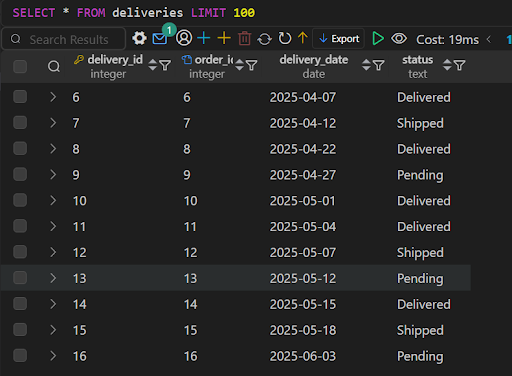 SELECT * FROM deliveries LIMIT 100
Search Results 1 Export Cost: 19ms 1
delivery_id order_ic delivery_date status
integer integer date text
6 6 2025-04-07 Delivered
7 7 2025-04-12 Shipped
8 8 2025-04-22 Delivered
9 9 2025-04-27 Pending
10 10 2025-05-01 Delivered
11 11 2025-05-04 Delivered
12 12 2025-05-07 Shipped
13 13 2025-05-12 Pending
14 14 2025-05-15 Delivered
15 15 2025-05-18 Shipped
16 16 2025-06-03 Pending